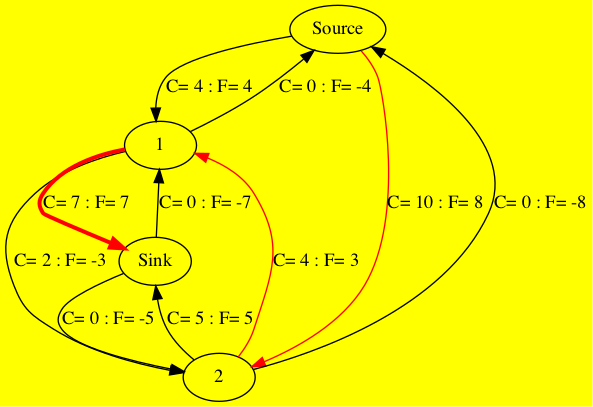 Source
C= 4 : F= 4
C= 0 : F= -4
1
C= 7 : F= 7
C= 0 : F= -7
C= 10 : F= 8
C= 0 : F= -8
C= 2 : F= -3
Sink
C= 4 : F= 3
C= 0 : F= -5
C= 5 : F= 5
2